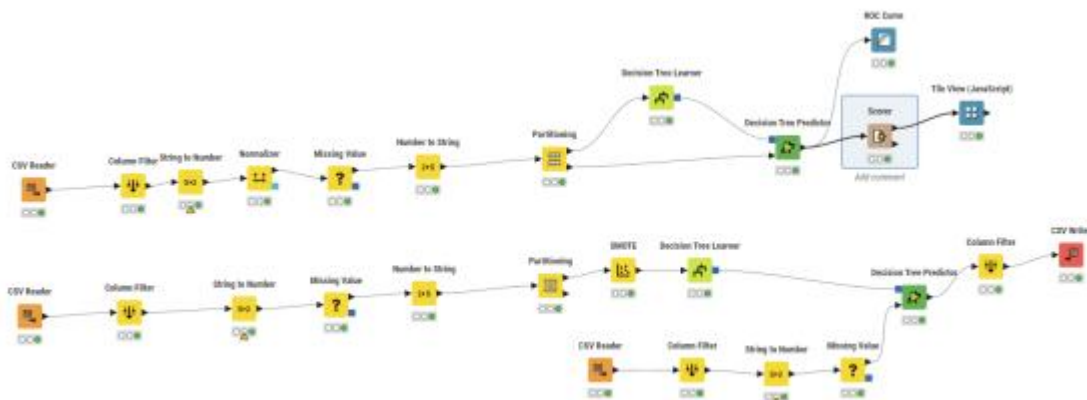 ROC Curve
Decision Tree Learner
Tile View (JavaScript)
Scorer
Decision Tree Predictor
Partitioning
Number to String
CSV Reader
Column Filter
String to Number
Normalizer
Missing Value
Add comment
CSV Reader
Column Filter
String to Number
Missing Value
Number to String
Partitioning
SMOTE
Decision Tree Learner
Decision Tree Predictor
Column Filter
CSV Writer
CSV Reader
Column Filter
String to Number
Missing Value